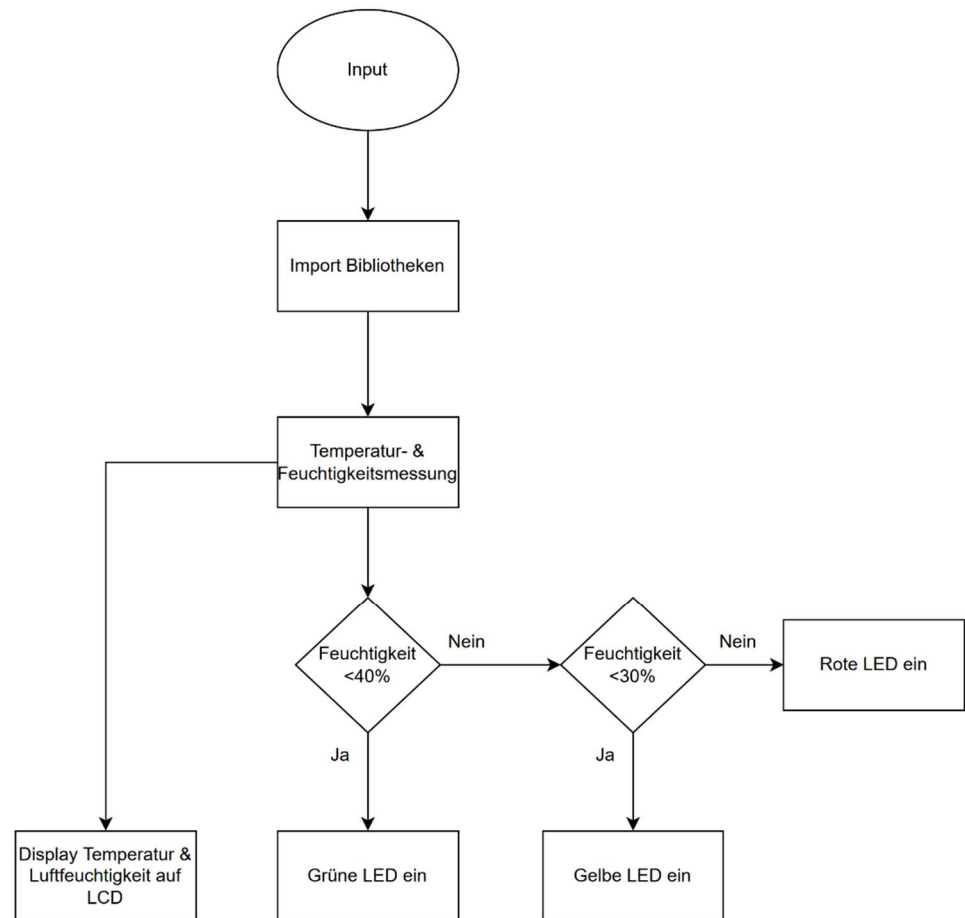 Input
Import Bibliotheken
Temperatur- &
Feuchtigkeitsmessung
Feuchtigkeit
<40%
Nein
Feuchtigkeit
<30%
Nein
Rote LED ein
Ja
Ja
Display Temperatur &
Luftfeuchtigkeit auf
LCD
Grüne LED ein
Gelbe LED ein